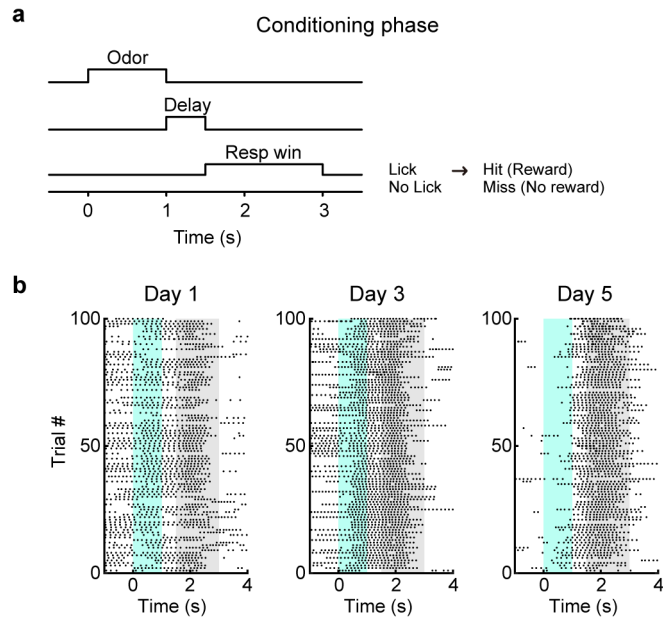 a
Conditioning phase
Odor
Delay
Resp win
Lick → Hit (Reward)
No Lick Miss (No reward)
0 1 2 3
Time (s)
b
Day 1 Day 3 Day 5
100 100 100
Trial #
50 50 50
0 0 0
0 2 4 0 2 4 0 2 4
Time (s) Time (s) Time (s)